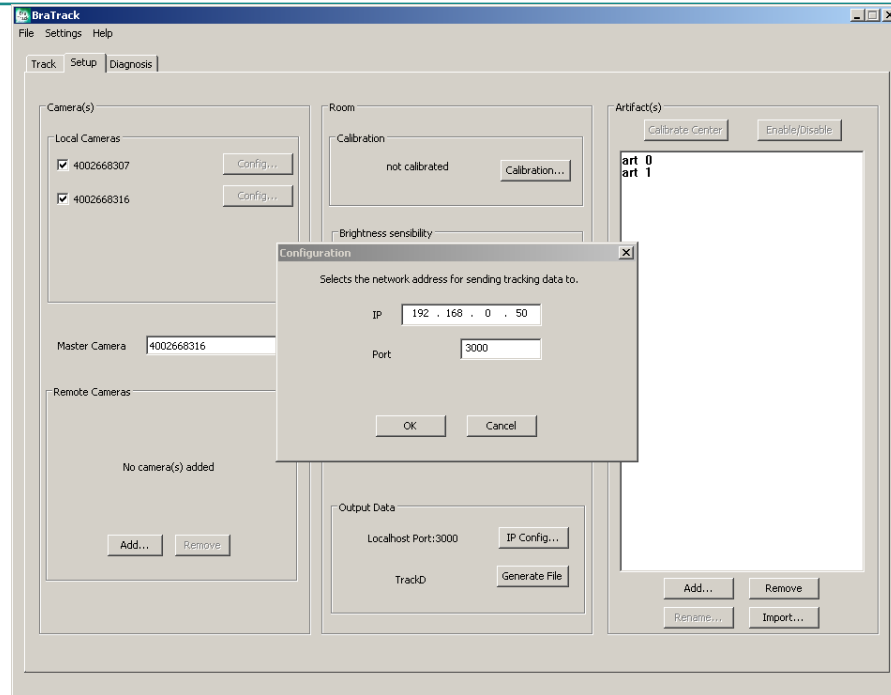 BraTrack
File Settings Help
Track Setup Diagnosis
Camera(s)
Local Cameras
4002668307 Config...
4002668316 Config...
Master Camera 4002668316
Remote Cameras
No camera(s) added
Add... Remove
Room
Calibration
not calibrated Calibration...
Brightness sensibility
Configuration
Selects the network address for sending tracking data to.
IP 192 . 168 . 0 . 50
Port 3000
OK Cancel
Output Data
Localhost Port:3000 IP Config...
TrackD Generate File
Artifact(s)
Calibrate Center Enable/Disable
art 0
art 1
Add... Remove
Rename... Import...